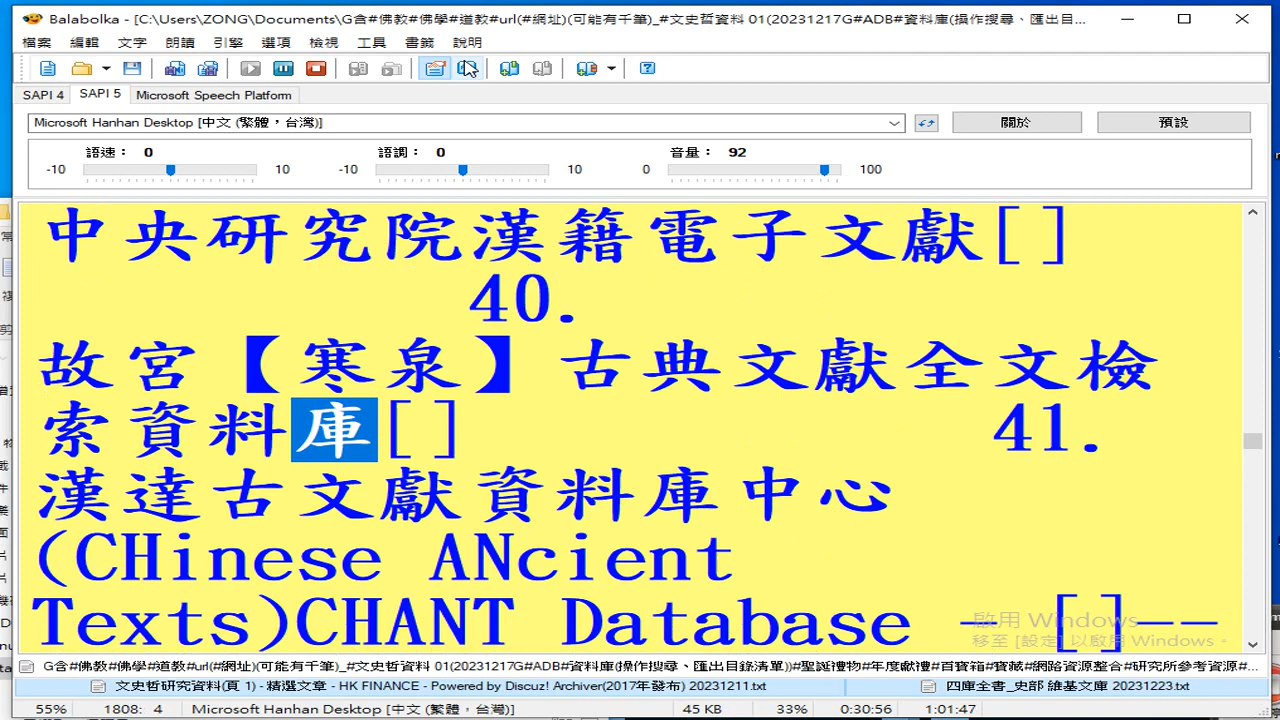 Balabolka - [C:\Users\ZONG\Documents\G含#佛教#佛學#道教#url(#網址)(可能有千筆)_#文史哲資料 01(20231217G#ADB#資料庫(操作搜尋、匯出目...
檔案 編輯 文字 朗讀 引擎 選項 檢視 工具 書籤 說明
SAPI 4 SAPI 5 Microsoft Speech Platform
Microsoft Hanhan Desktop [中文 (繁體，台灣)] 關於 預設
語速： 0 語調： 0 音量： 92
-10 10 -10 10 0 100
中央研究院漢籍電子文獻[]
40.
故宮【寒泉】古典文獻全文檢
索資料庫[] 41.
漢達古文獻資料庫中心
(CHinese ANcient
Texts)CHANT Database —[]——
啟用 Windows
移至 [設定] 以啟用 Windows。
G含#佛教#佛學#道教#url(#網址)(可能有千筆)_#文史哲資料 01(20231217G#ADB#資料庫(操作搜尋、匯出目錄清單))#聖誕禮物#年度獻禮#百寶箱#寶藏#網路資源整合#研究所參考資源#...
文史哲研究資料(頁 1) - 精選文章 - HK FINANCE - Powered by Discuz! Archiver(2017年發布) 20231211.txt 四庫全書_史部 維基文庫 20231223.txt
55% 1808: 4 Microsoft Hanhan Desktop [中文 (繁體，台灣)] 45 KB 33% 0:30:56 1:01:47